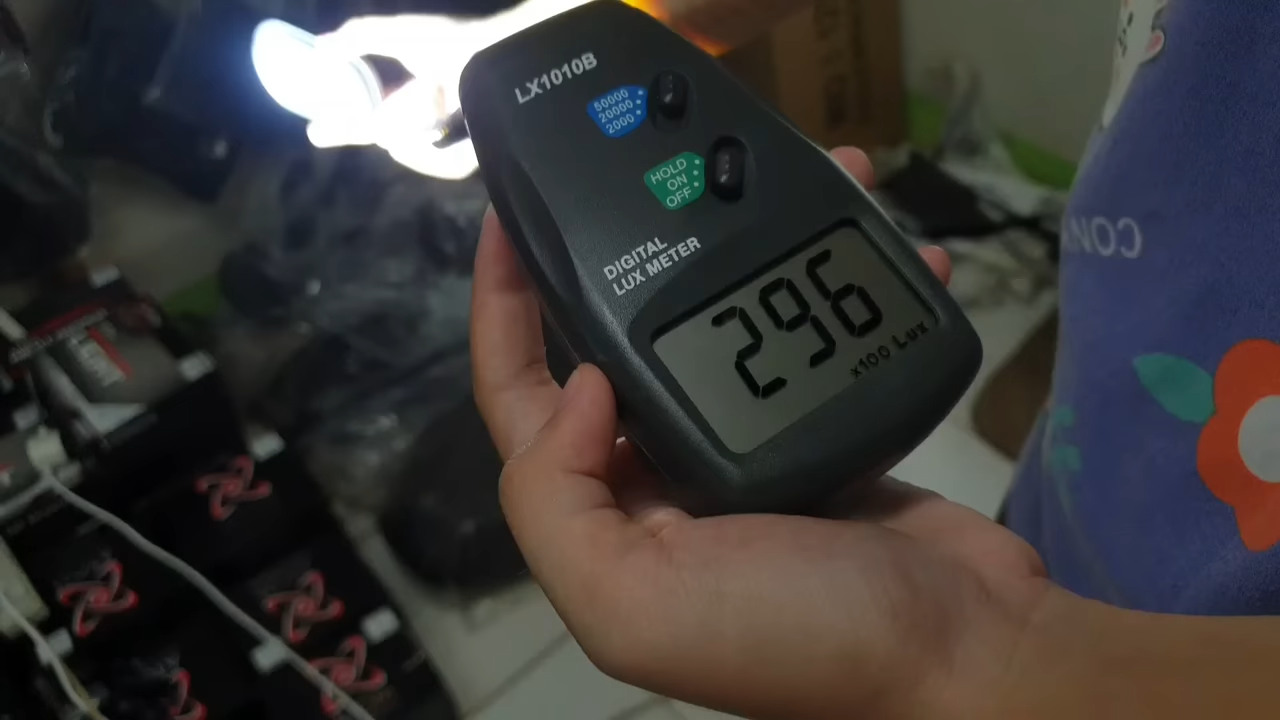 LX1010B
50000
20000
2000
HOLD
ON
OFF
DIGITAL
LUX METER
296
x100 Lux